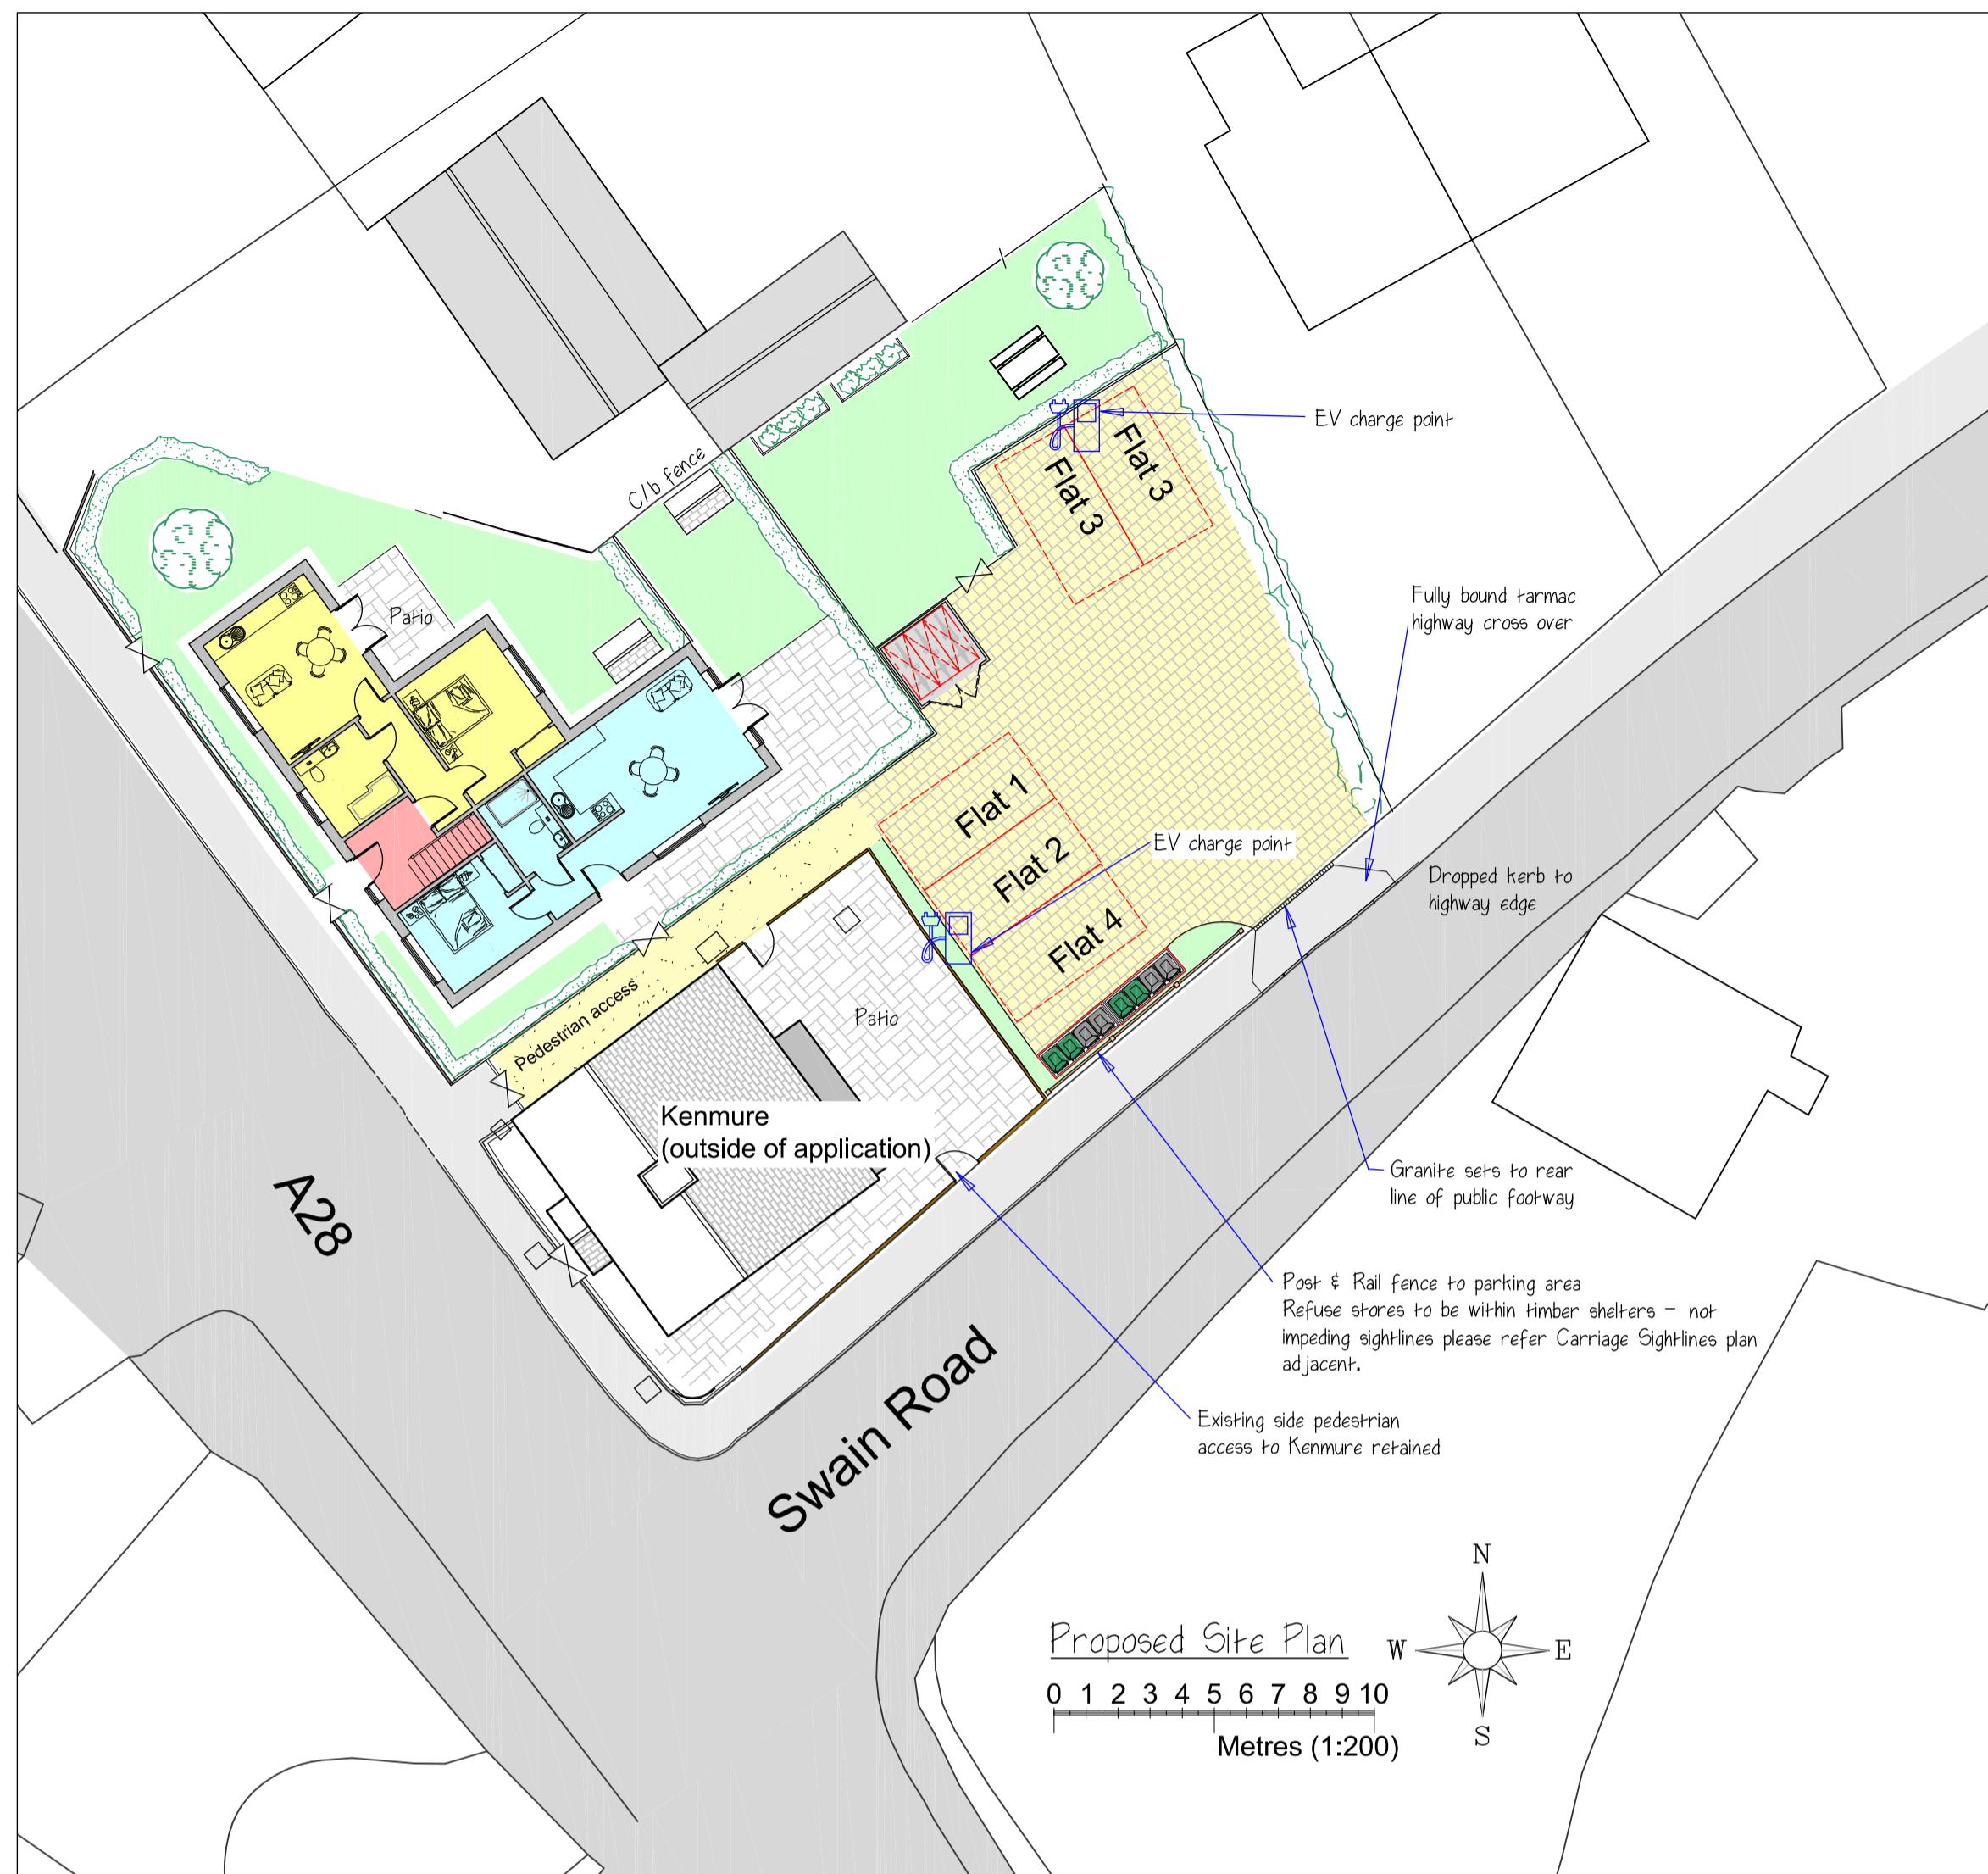 C/b fence
EV charge point
Flat 3
Flat 3
Fully bound tarmac
highway cross over
Patio
Flat 1
EV charge point
Flat 2
Dropped kerb to
highway edge
Flat 4
Pedestrian access
Patio
Kenmure
(outside of application)
A28
Granite sets to rear
line of public footway
Post & Rail fence to parking area
Refuse stores to be within timber shelters - not
impeding sightlines please refer Carriage Sightlines plan
adjacent.
Swain Road
Existing side pedestrian
access to Kenmure retained
N
Proposed Site Plan
W
E
0 1 2 3 4 5 6 7 8 9 10
S
Metres (1:200)